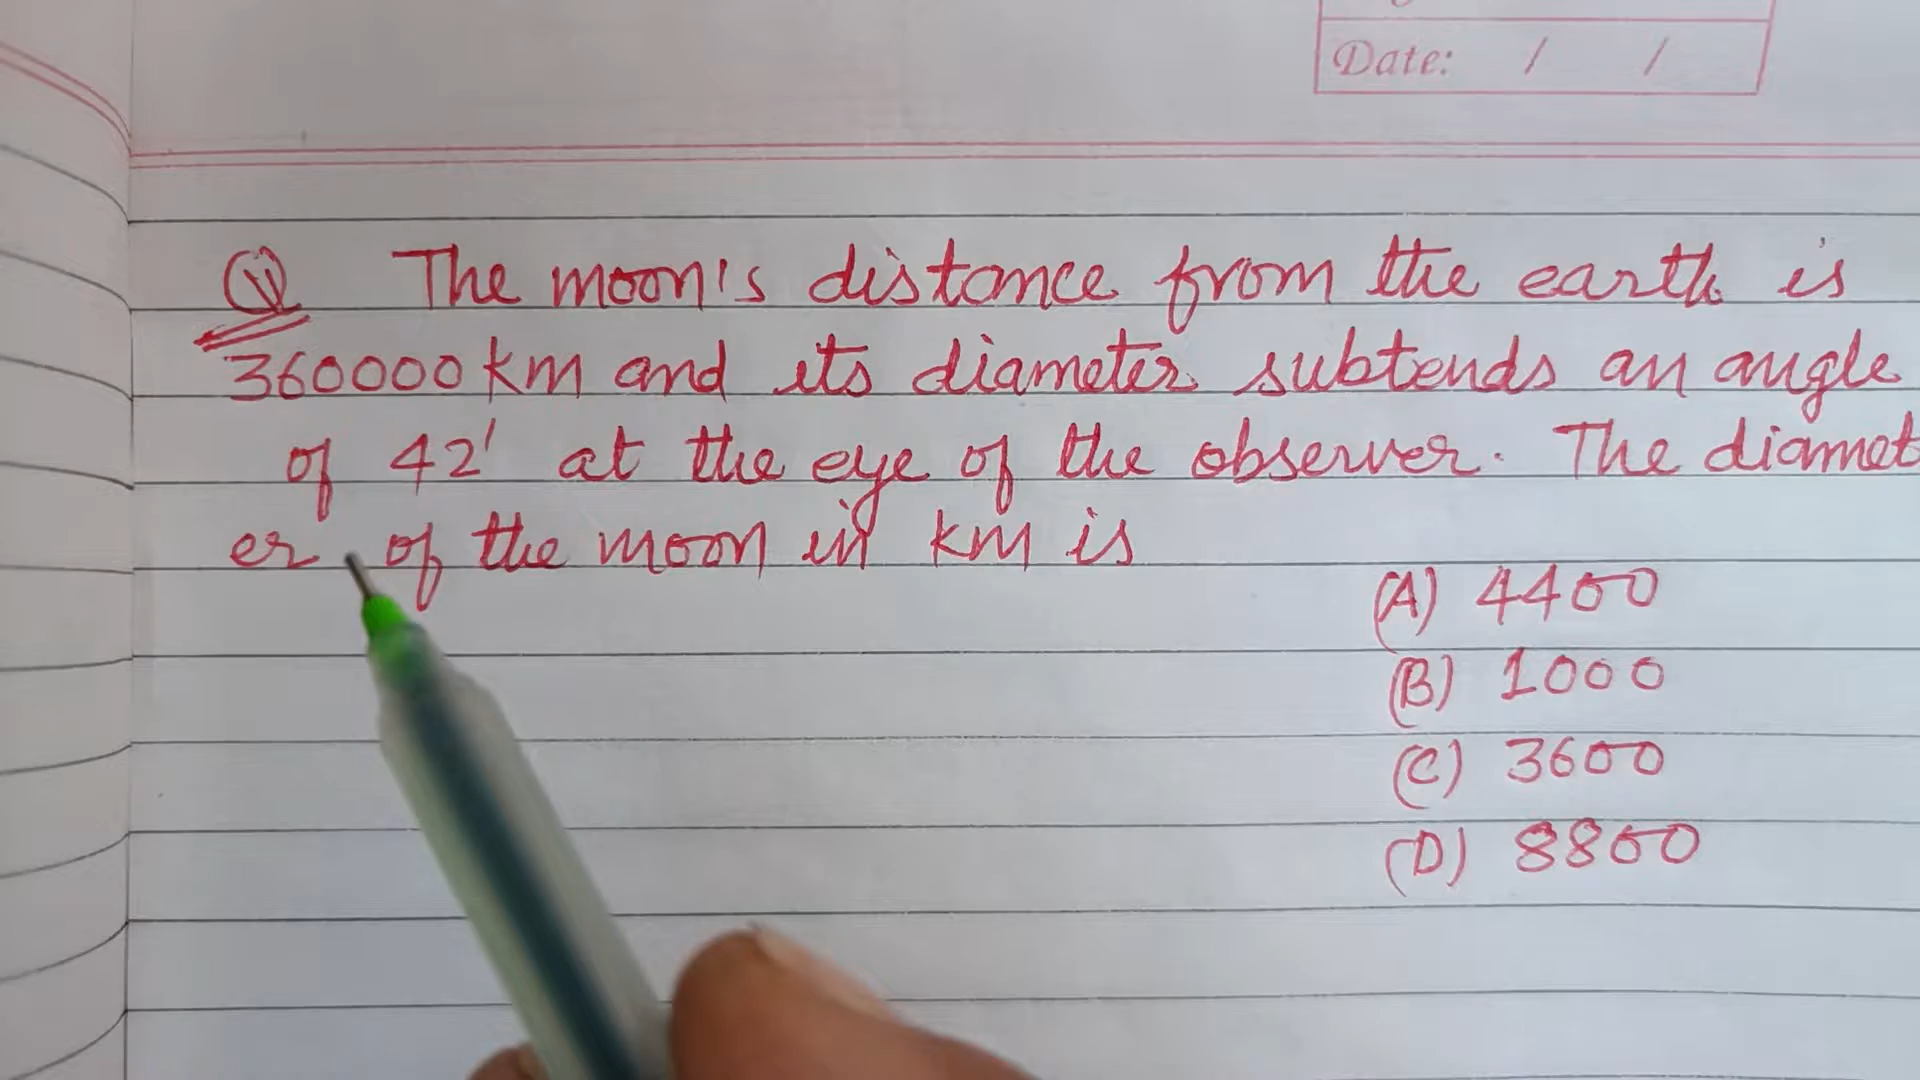 Date: / /
Q The moon's distance from the earth is
360000 km and its diameter subtends an angle
of 42' at the eye of the observer. The diamet
er of the moon in km is
(A) 4400
(B) 1000
(C) 3600
(D) 8800